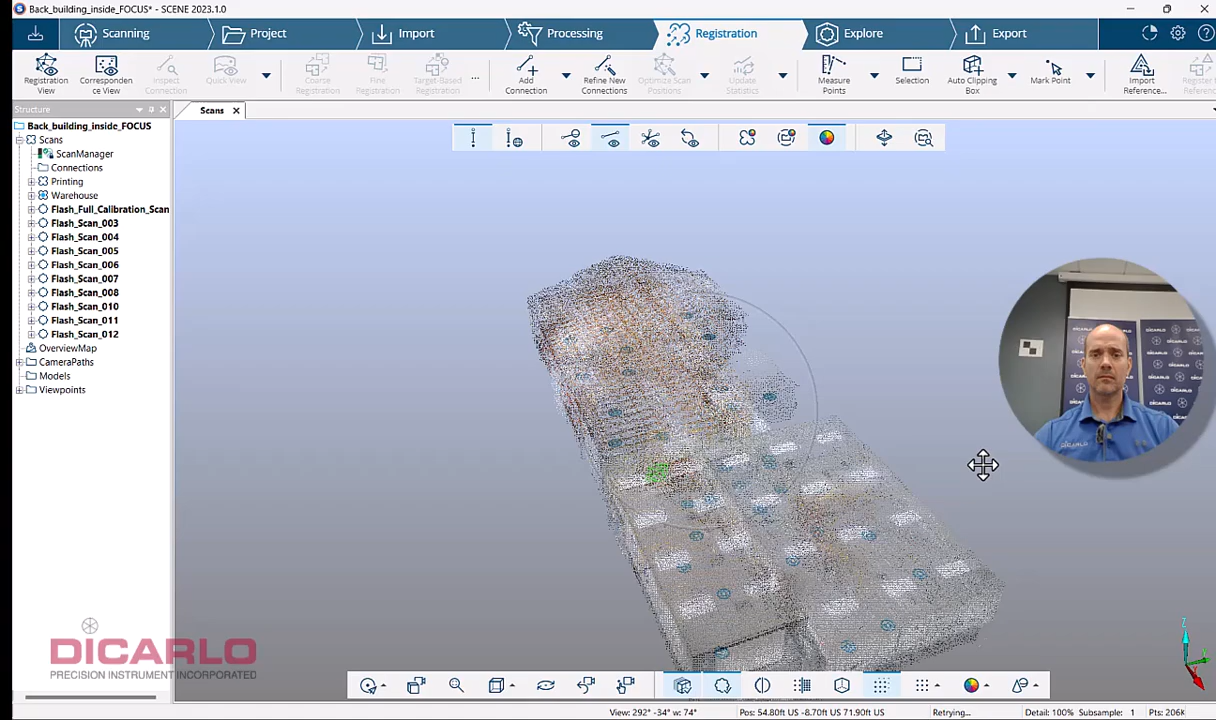 Back_building_inside_FOCUS* - SCENE 2023.1.0
Scanning
Project
Import
Processing
Registration
Explore
Export
Registration View
Corresponden ce View
Inspect Connection
Quick View
Coarse Registration
Fine Registration
Target-Based Registration
...
Add Connection
Refine New Connections
Optimize Scan Positions
Update Statistics
Measure Points
Selection
Auto Clipping Box
Mark Point
Import Reference...
Structure
Scans
Back_building_inside_FOCUS
Scans
ScanManager
Connections
Printing
Warehouse
Flash_Full_Calibration_Scan
Flash_Scan_003
Flash_Scan_004
Flash_Scan_005
Flash_Scan_006
Flash_Scan_007
Flash_Scan_008
Flash_Scan_010
Flash_Scan_011
Flash_Scan_012
OverviewMap
CameraPaths
Models
Viewpoints
DICARLO
DICARLO
PRECISION INSTRUMENT INCORPORATED
Z
View: 292° -34° w: 74°
Pos: 54.80ft US -8.70ft US 71.90ft US
Retrying...
Detail: 100%
Subsample: 1
Pts: 206K